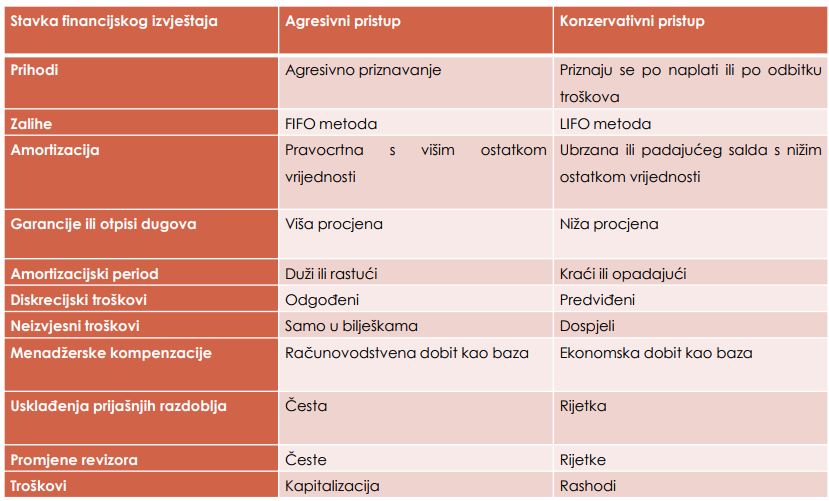 Stavka financijskog izvještaja Agresivni pristup Konzervativni pristup
Prihodi Agresivno priznavanje Priznaju se po naplati ili po odbitku
troškova
Zalihe FIFO metoda LIFO metoda
Amortizacija Pravocrtna s višim ostatkom Ubrzana ili padajućeg salda s nižim
vrijednosti ostatkom vrijednosti
Garancije ili otpisi dugova Viša procjena Niža procjena
Amortizacijski period Duži ili rastući Kraći ili opadajući
Diskrecijski troškovi Odgođeni Predviđeni
Neizvjesni troškovi Samo u bilješkama Dospjeli
Menadžerske kompenzacije Računovodstvena dobit kao baza Ekonomska dobit kao baza
Usklađenja prijašnjih razdoblja Česta Rijetka
Promjene revizora Česte Rijetke
Troškovi Kapitalizacija Rashodi